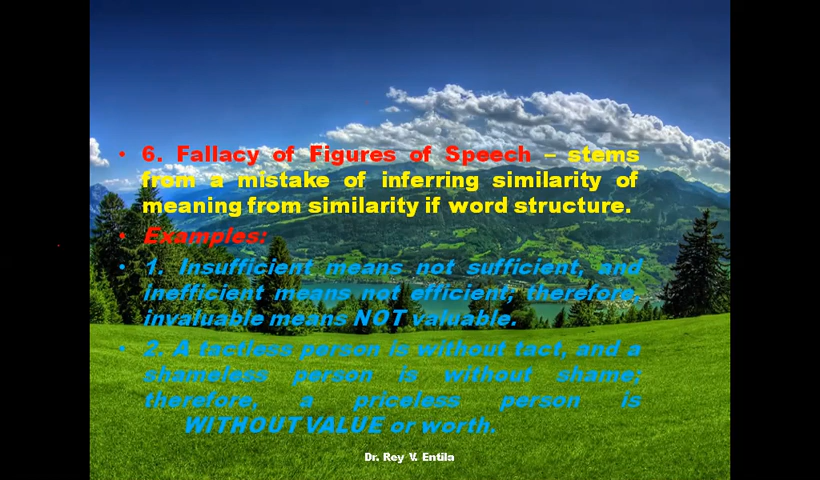 • 6. Fallacy of Figures of Speech – stems
from a mistake of inferring similarity of
meaning from similarity if word structure.
• Examples:
• 1. Insufficient means not sufficient, and
inefficient means not efficient; therefore,
invaluable means NOT valuable.
• 2. A tactless person is without tact, and a
shameless person is without shame;
therefore, a priceless person is
WITHOUT VALUE or worth.
Dr. Rey V. Entila